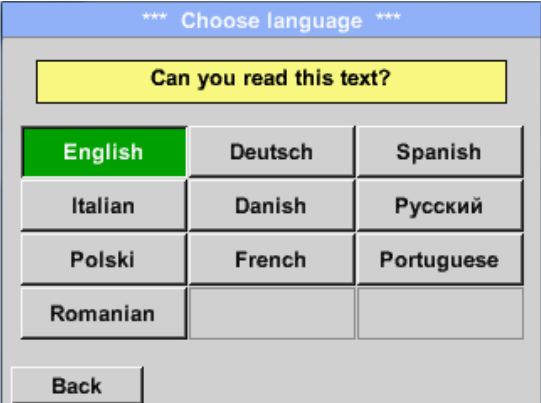 *** Choose language ***
Can you read this text?
English Deutsch Spanish
Italian Danish Русский
Polski French Portuguese
Romanian
Back